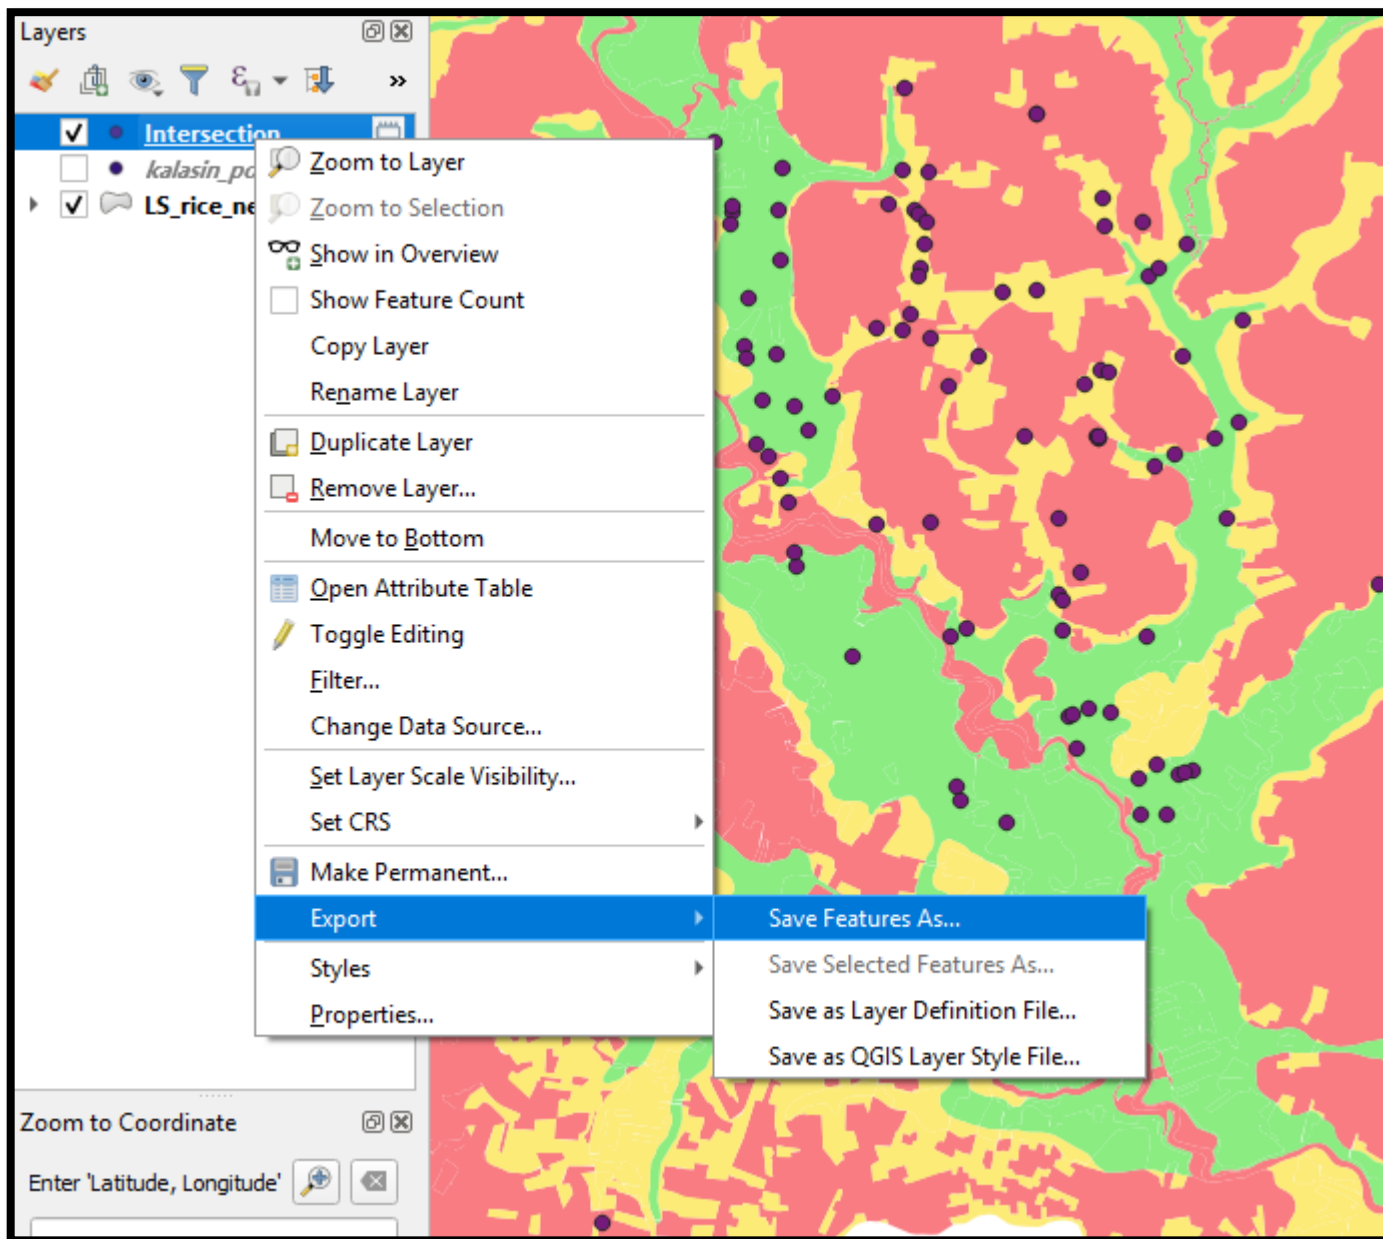 Layers
»
Intersection
kalasin_po
LS_rice_ne
Zoom to Layer
Zoom to Selection
Show in Overview
Show Feature Count
Copy Layer
Rename Layer
Duplicate Layer
Remove Layer...
Move to Bottom
Open Attribute Table
Toggle Editing
Filter...
Change Data Source...
Set Layer Scale Visibility...
Set CRS
Make Permanent...
Export
Styles
Properties...
Save Features As...
Save Selected Features As...
Save as Layer Definition File...
Save as QGIS Layer Style File...
Zoom to Coordinate
Enter 'Latitude, Longitude'